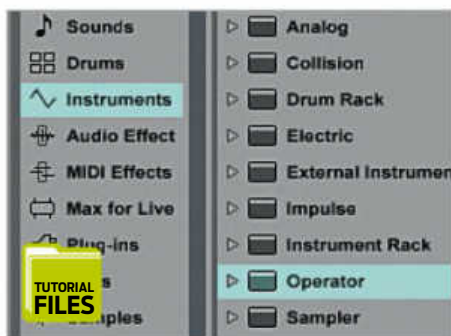 Sounds
Drums
Instruments
Audio Effect
MIDI Effects
Max for Live
Plug-ins
Samples
TUTORIAL
FILES
Analog
Collision
Drum Rack
Electric
External Instrumen
Impulse
Instrument Rack
Operator
Sampler